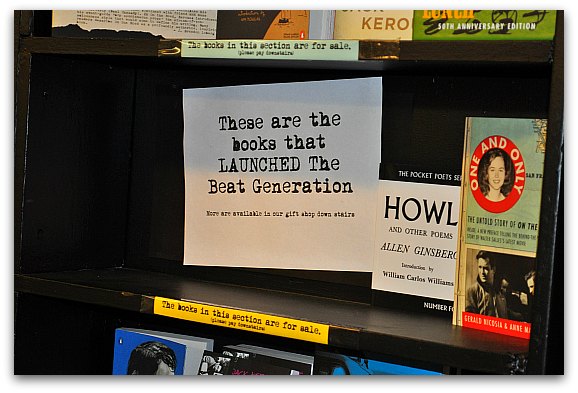 KERO
LUNCH
50TH ANNIVERSARY EDITION
The books in this section are for sale.
(please pay downstairs)
These are the
books that
LAUNCHED The
Beat Generation
More are available in our gift shop down stairs
THE POCKET POETS SE
HOWL
AND OTHER POEMS
ALLEN GINSBERG
Introduction by
William Carlos Williams
NUMBER FO
ONE AND ONLY
THE UNTOLD STORY OF ON THE
GERALD NICOSIA & ANNE MA
The books in this section are for sale.
(please pay downstairs)